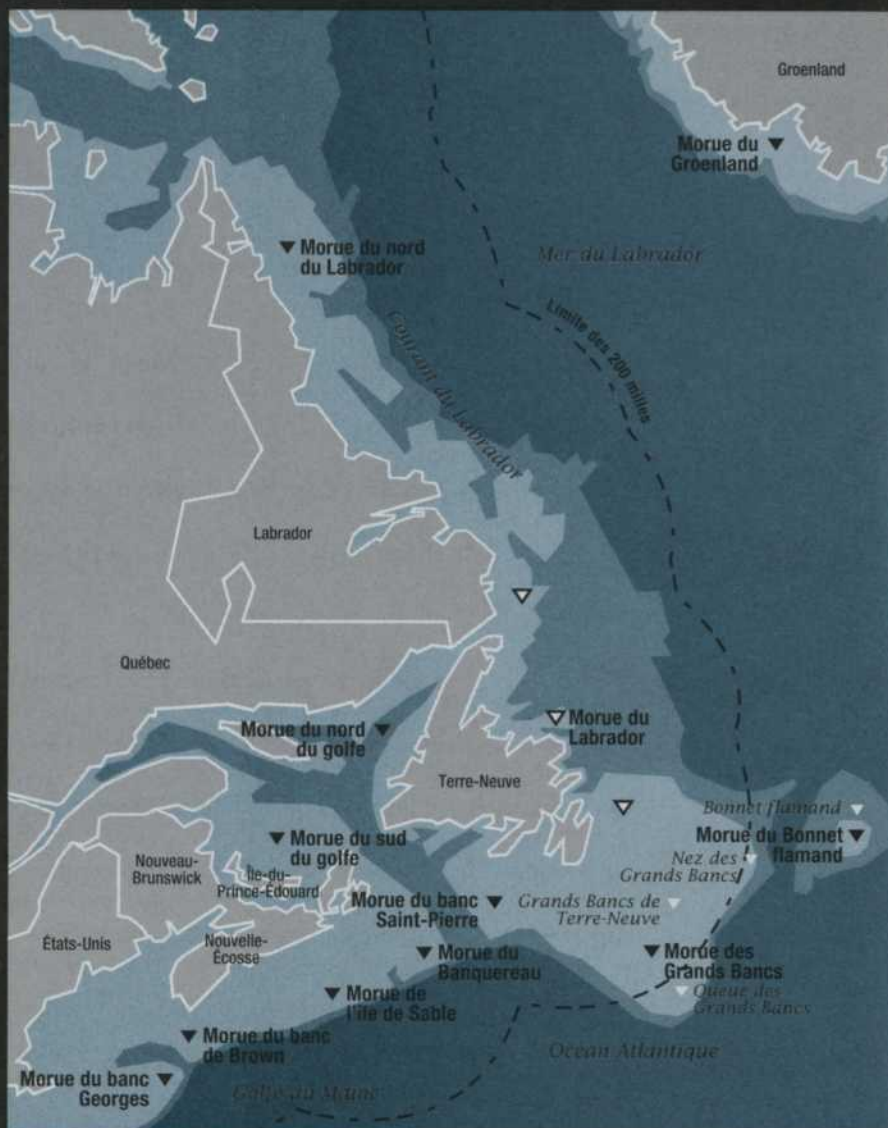 Groenland
Morue du
Groenland
Morue du nord
du Labrador
Mer du Labrador
Limite des 200 milles
Courant du Labrador
Labrador
Québec
Morue du nord
du golfe
Morue du
Labrador
Terre-Neuve
Bonnet flamand
Morue du Bonnet
flamand
Nez des
Grands Bancs
Morue du sud
du golfe
Nouveau-
Brunswick
Île-du-
Prince-Édouard
Morue du banc
Saint-Pierre
Grands Bancs de
Terre-Neuve
États-Unis
Nouvelle-
Écosse
Morue du
Banquereau
Morue des
Grands Bancs
Queue des
Grands Bancs
Morue de
l'île de Sable
Morue du banc
de Brown
Océan Atlantique
Morue du banc
Georges
Golfe du Maine